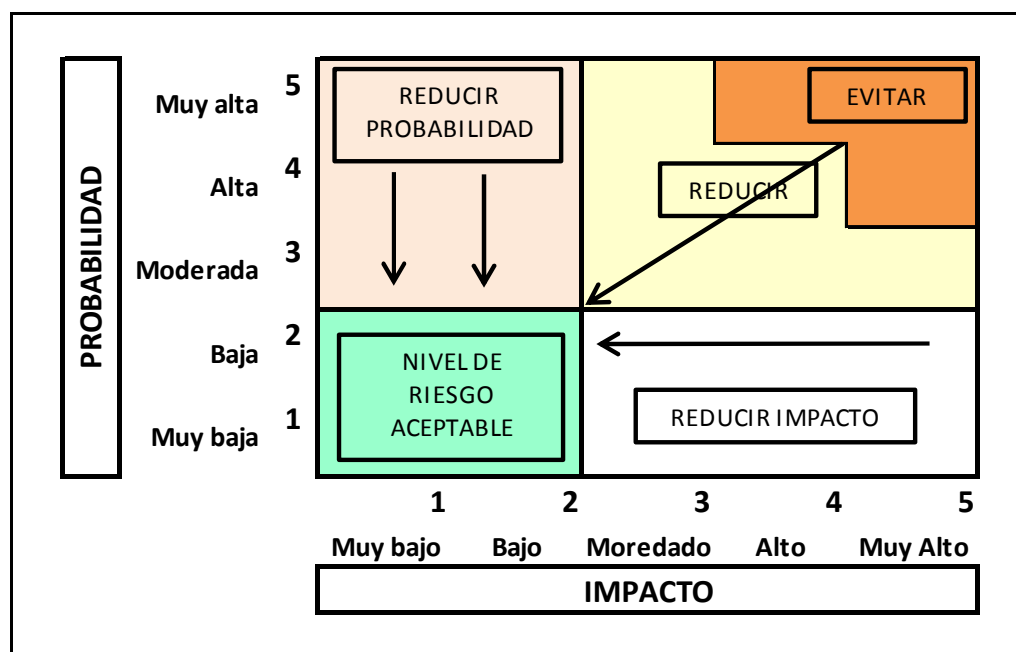 PROBABILIDAD
Muy alta
5
Alta
4
Moderada
3
Baja
2
Muy baja
1
REDUCIR
PROBABILIDAD
EVITAR
REDUCIR
NIVEL DE
RIESGO
ACEPTABLE
REDUCIR IMPACTO
1 2 3 4 5
Muy bajo Bajo Moredado Alto Muy Alto
IMPACTO